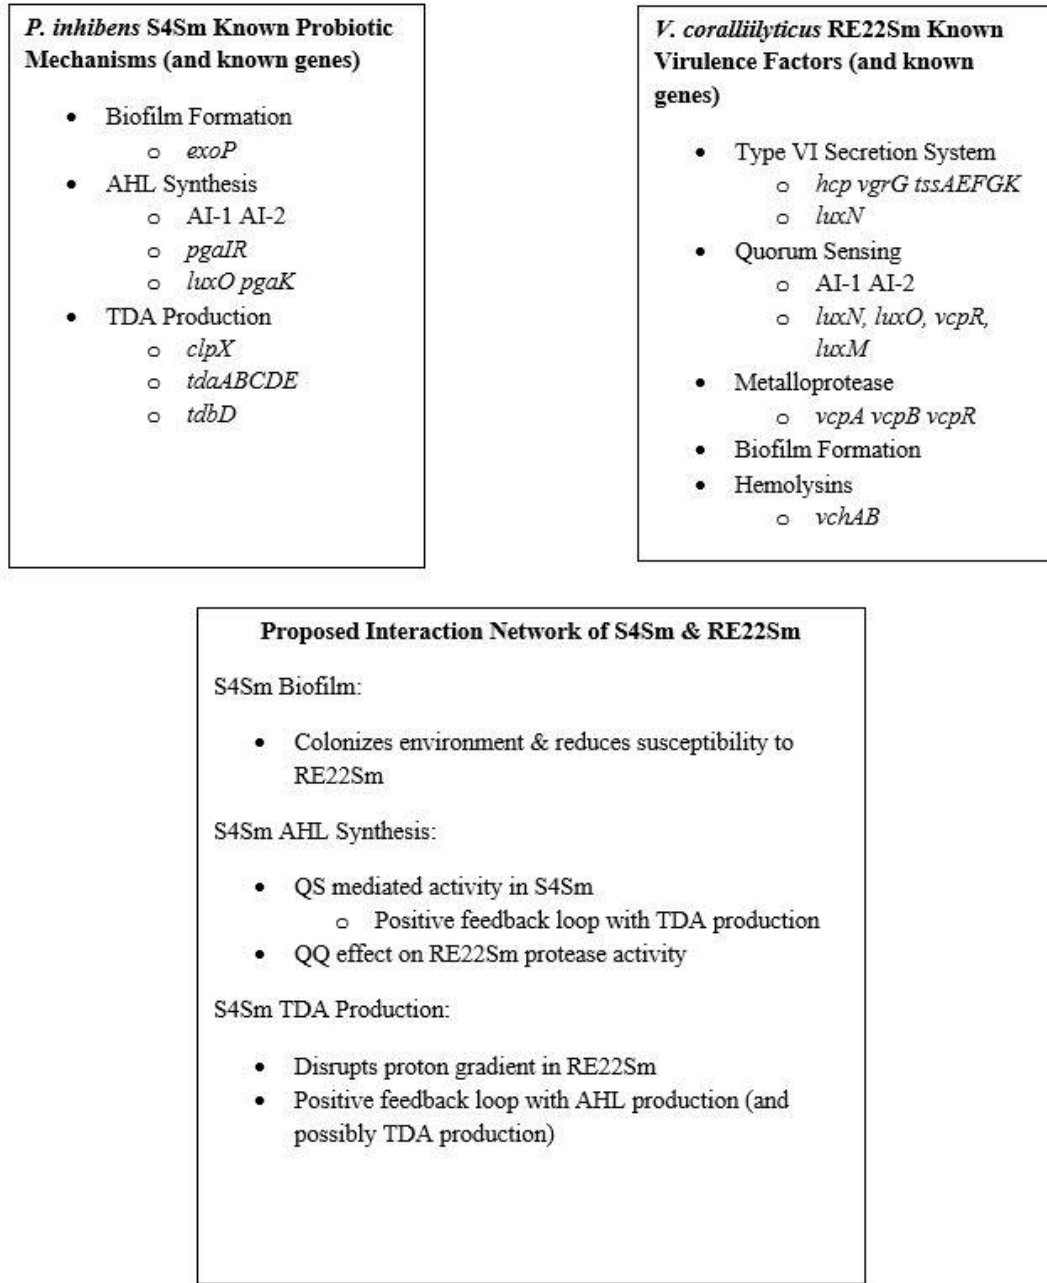 P. inhibens S4Sm Known Probiotic
Mechanisms (and known genes)
• Biofilm Formation
o exoP
• AHL Synthesis
o AI-1 AI-2
o pgaIR
o luxO pgaK
• TDA Production
o clpX
o tdaABCDE
o tdbD
V. coralliilyticus RE22Sm Known
Virulence Factors (and known
genes)
• Type VI Secretion System
o hcp vgrG tssAEFGK
o luxN
• Quorum Sensing
o AI-1 AI-2
o luxN, luxO, vcpR,
luxM
• Metalloprotease
o vcpA vcpB vcpR
• Biofilm Formation
• Hemolysins
o vchAB
Proposed Interaction Network of S4Sm & RE22Sm
S4Sm Biofilm:
• Colonizes environment & reduces susceptibility to
RE22Sm
S4Sm AHL Synthesis:
• QS mediated activity in S4Sm
o Positive feedback loop with TDA production
• QQ effect on RE22Sm protease activity
S4Sm TDA Production:
• Disrupts proton gradient in RE22Sm
• Positive feedback loop with AHL production (and
possibly TDA production)